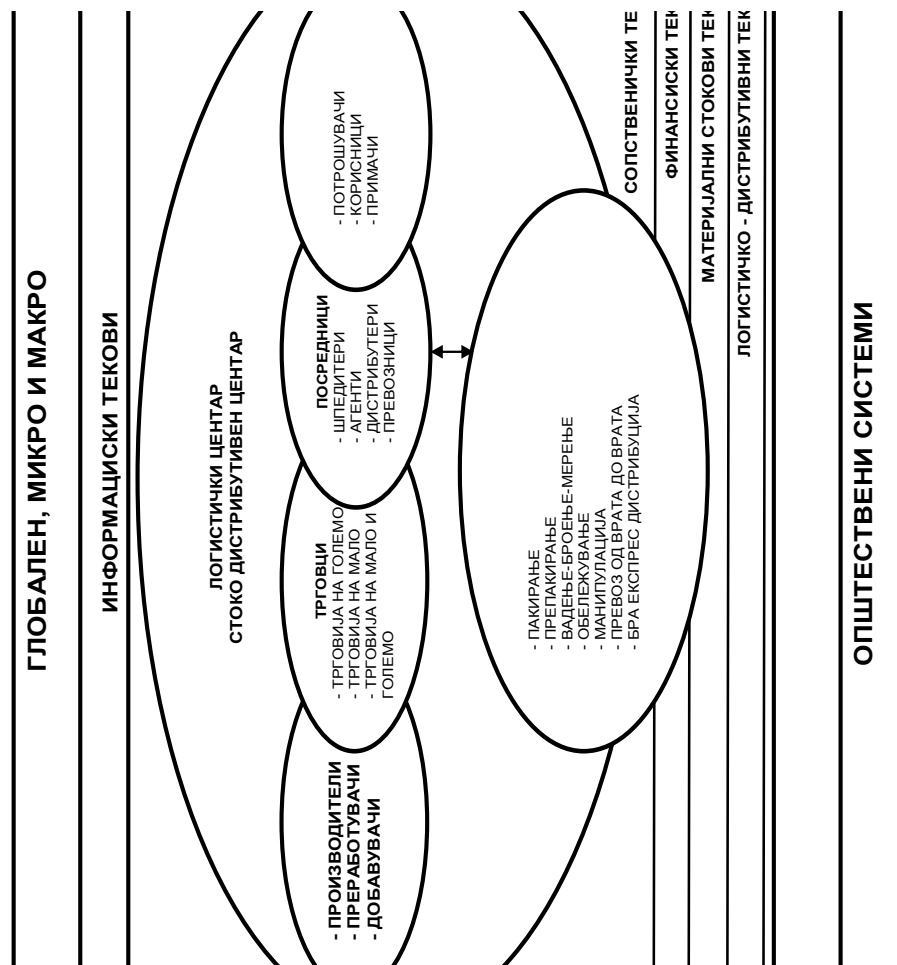 ГЛОБАЛЕН, МИКРО И МАКРО
ИНФОРМАЦИСКИ ТЕКОВИ
ЛОГИСТИЧКИ ЦЕНТАР
СТОКО ДИСТРИБУТИВЕН ЦЕНТАР
- ПРОИЗВОДИТЕЛИ
- ПРЕРАБОТУВАЧИ
- ДОБАВУВАЧИ
ТРГОВЦИ
- ТРГОВИЈА НА ГОЛЕМО
- ТРГОВИЈА НА МАЛО
- ТРГОВИЈА НА МАЛО И
ГОЛЕМО
ПОСРЕДНИЦИ
- ШПЕДИТЕРИ
- АГЕНТИ
- ДИСТРИБУТЕРИ
- ПРЕВОЗНИЦИ
- ПОТРОШУВАЧИ
- КОРИСНИЦИ
- ПРИМАЧИ
- ПАКИРАЊЕ
- ПРЕПАКИРАЊЕ
- ВАДЕЊЕ-БРОЕЊЕ-МЕРЕЊЕ
- ОБЕЛЕЖУВАЊЕ
- МАНИПУЛАЦИЈА
- ПРЕВОЗ ОД ВРАТА ДО ВРАТА
- БРА ЕКСПРЕС ДИСТРИБУЦИЈА
СОПСТВЕНИЧКИ ТЕ
ФИНАНСИСКИ ТЕК
МАТЕРИЈАЛНИ СТОКОВИ ТЕК
ЛОГИСТИЧКО - ДИСТРИБУТИВНИ ТЕК
ОПШТЕСТВЕНИ СИСТЕМИ